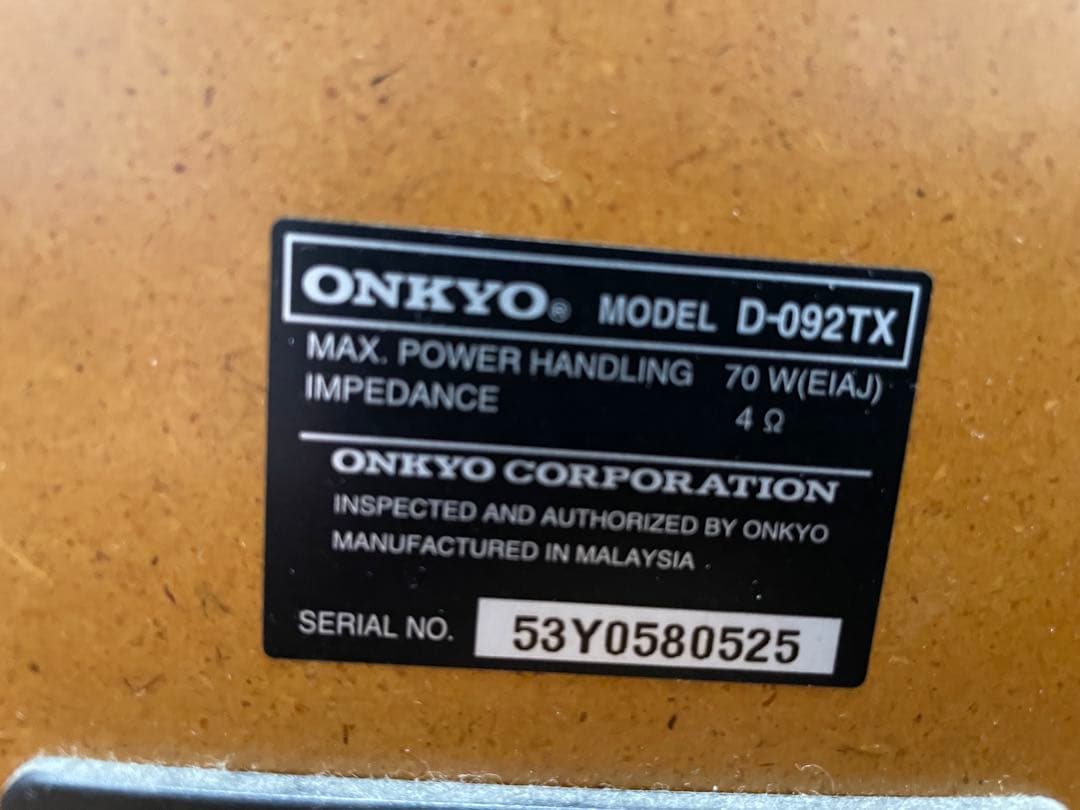 ONKYO® MODEL D-092TX
MAX. POWER HANDLING 70 W(EIAJ)
IMPEDANCE 4 Ω
ONKYO CORPORATION
INSPECTED AND AUTHORIZED BY ONKYO
MANUFACTURED IN MALAYSIA
SERIAL NO. 53Y0580525